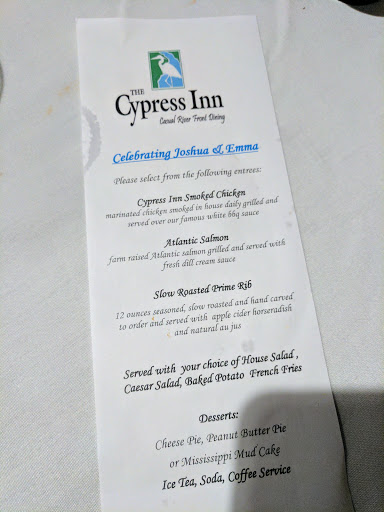 THE
Cypress Inn
Casual River Front Dining
Celebrating Joshua & Emma
Please select from the following entrees:
Cypress Inn Smoked Chicken
marinated chicken smoked in house daily grilled and
served over our famous white bbq sauce
Atlantic Salmon
farm raised Atlantic salmon grilled and served with
fresh dill cream sauce
Slow Roasted Prime Rib
12 ounces seasoned, slow roasted and hand carved
to order and served with apple cider horseradish
and natural au jus
Served with your choice of House Salad ,
Caesar Salad, Baked Potato French Fries
Desserts:
Cheese Pie, Peanut Butter Pie
or Mississippi Mud Cake
Ice Tea, Soda, Coffee Service